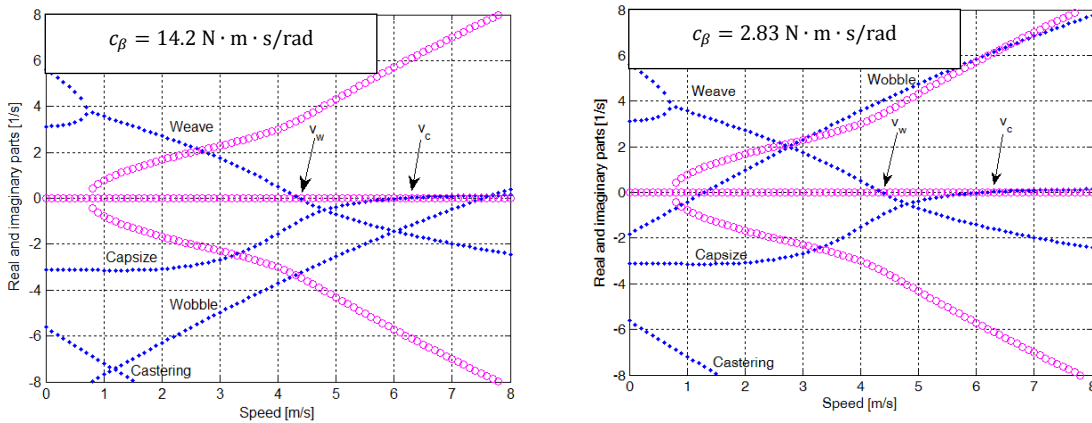 c_β = 14.2 N · m · s/rad
8
6
4
2
0
-2
-4
-6
-8
Real and imaginary parts [1/s]
Weave
v_w
v_c
Capsize
Wobble
Castering
0 1 2 3 4 5 6 7 8
Speed [m/s]
c_β = 2.83 N · m · s/rad
8
6
4
2
0
-2
-4
-6
-8
Real and imaginary parts [1/s]
Wobble
Weave
v_w
v_c
Capsize
Castering
0 1 2 3 4 5 6 7 8
Speed [m/s]